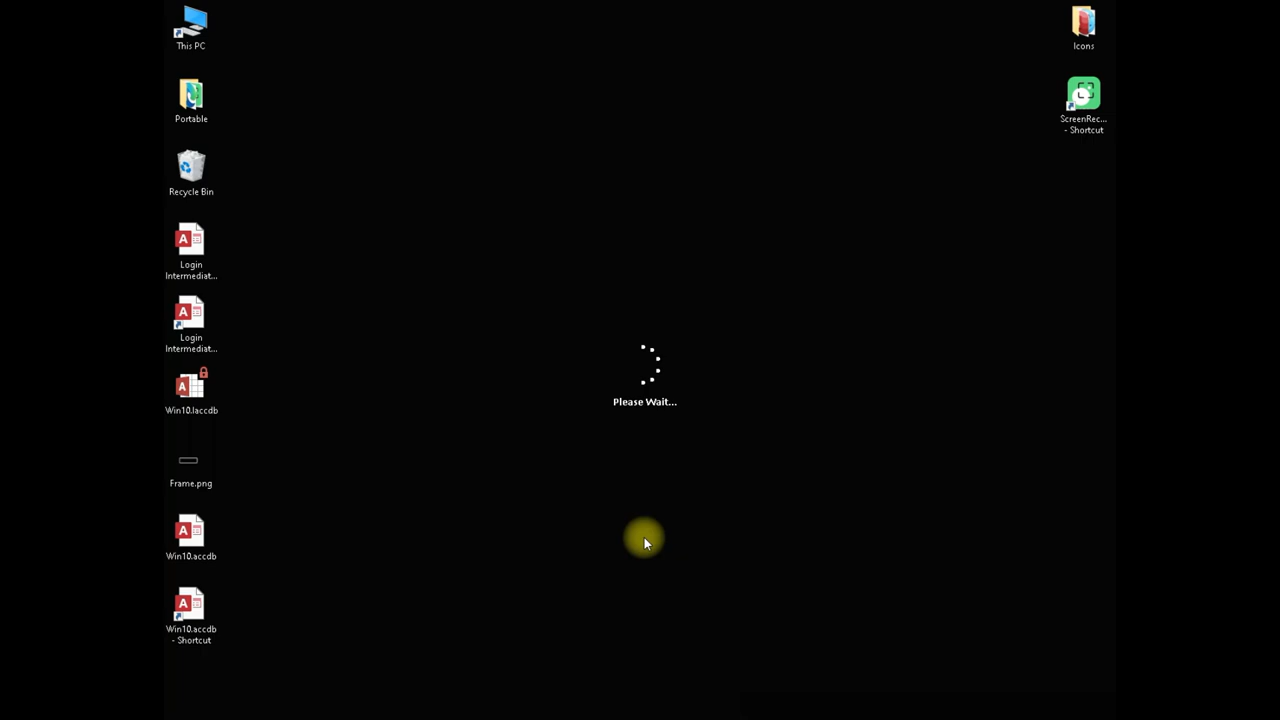 This PC
Portable
Recycle Bin
Login
Intermediat...
Login
Intermediat...
Win10.laccdb
Frame.png
Win10.accdb
Win10.accdb
- Shortcut
Please Wait...
Icons
ScreenRec...
- Shortcut